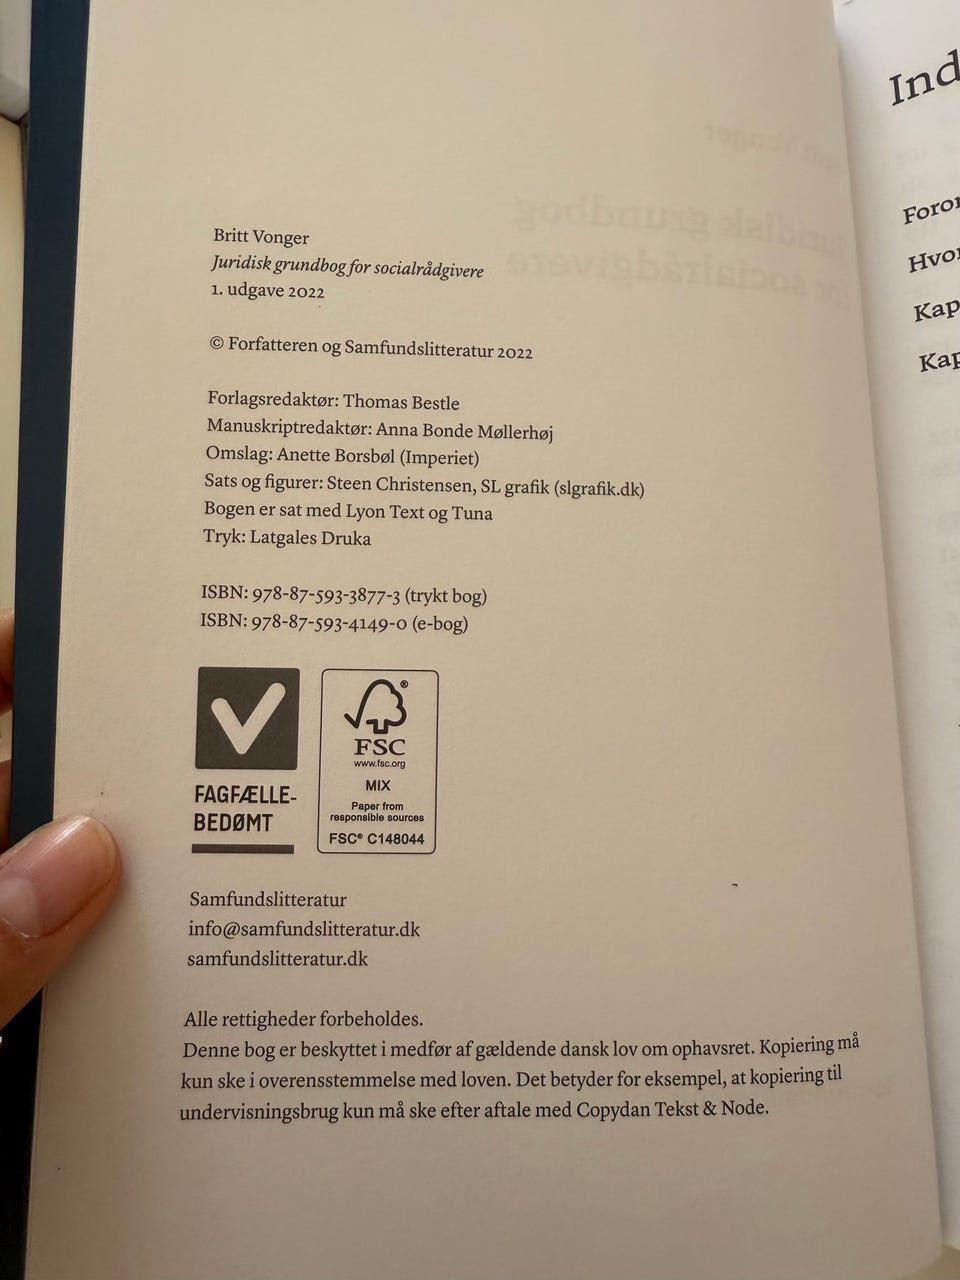 Britt Vonger
Juridisk grundbog for socialrådgivere
1. udgave 2022
© Forfatteren og Samfundslitteratur 2022
Forlagsredaktør: Thomas Bestle
Manuskriptredaktør: Anna Bonde Møllerhøj
Omslag: Anette Borsbøl (Imperiet)
Sats og figurer: Steen Christensen, SL grafik (slgrafik.dk)
Bogen er sat med Lyon Text og Tuna
Tryk: Latgales Druka
ISBN: 978-87-593-3877-3 (trykt bog)
ISBN: 978-87-593-4149-0 (e-bog)
FAGFÆLLE-
BEDØMT
®
FSC
www.fsc.org
MIX
Paper from
responsible sources
FSC® C148044
Samfundslitteratur
info@samfundslitteratur.dk
samfundslitteratur.dk
Alle rettigheder forbeholdes.
Denne bog er beskyttet i medfør af gældende dansk lov om ophavsret. Kopiering må
kun ske i overensstemmelse med loven. Det betyder for eksempel, at kopiering til
undervisningsbrug kun må ske efter aftale med Copydan Tekst & Node.
Ind
Foror
Hvor
Kap
Kap